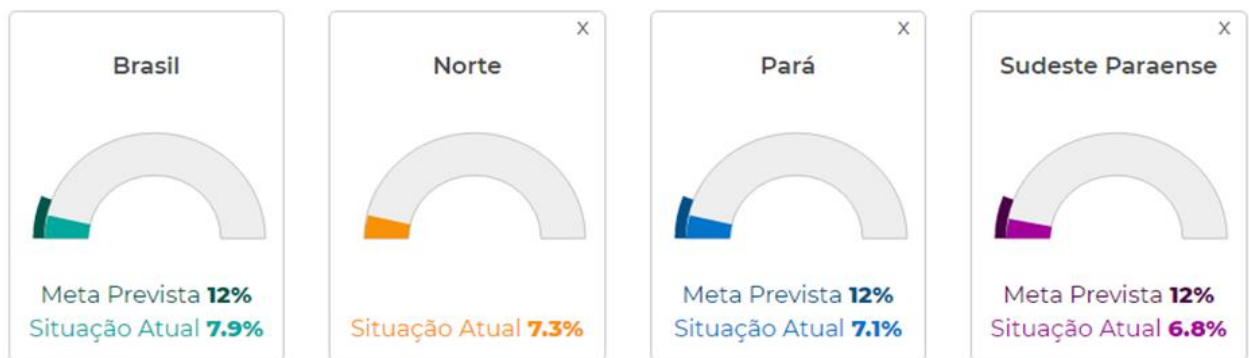 Brasil
Meta Prevista 12%
Situação Atual 7.9%
X
Norte
Situação Atual 7.3%
X
Pará
Meta Prevista 12%
Situação Atual 7.1%
X
Sudeste Paraense
Meta Prevista 12%
Situação Atual 6.8%